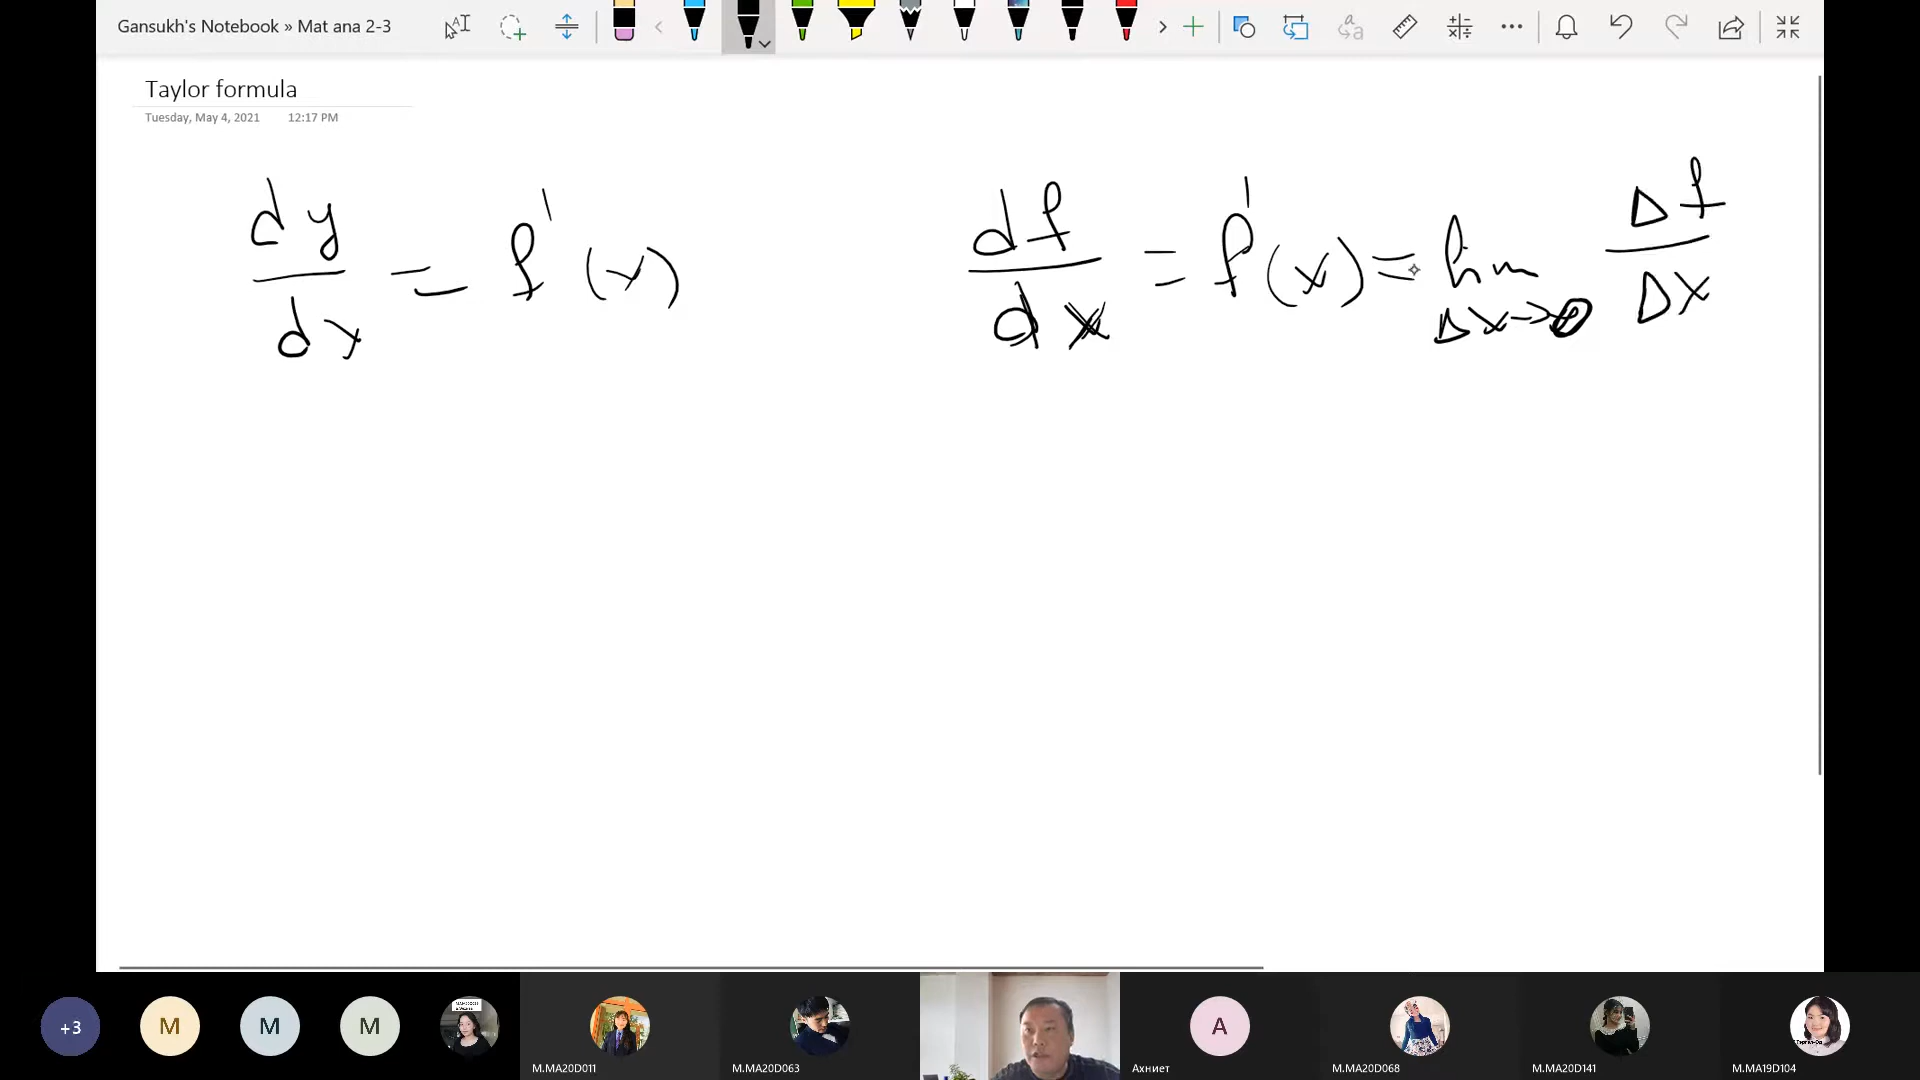 Gansukh's Notebook » Mat ana 2-3
Taylor formula
Tuesday, May 4, 2021 12:17 PM
dy/dx = f'(x)
df/dx = f'(x) = lim Δx→0 Δf/Δx
+3
M
M
M
A
M.MA20D011
M.MA20D063
Ахниет
M.MA20D068
M.MA20D141
M.MA19D104